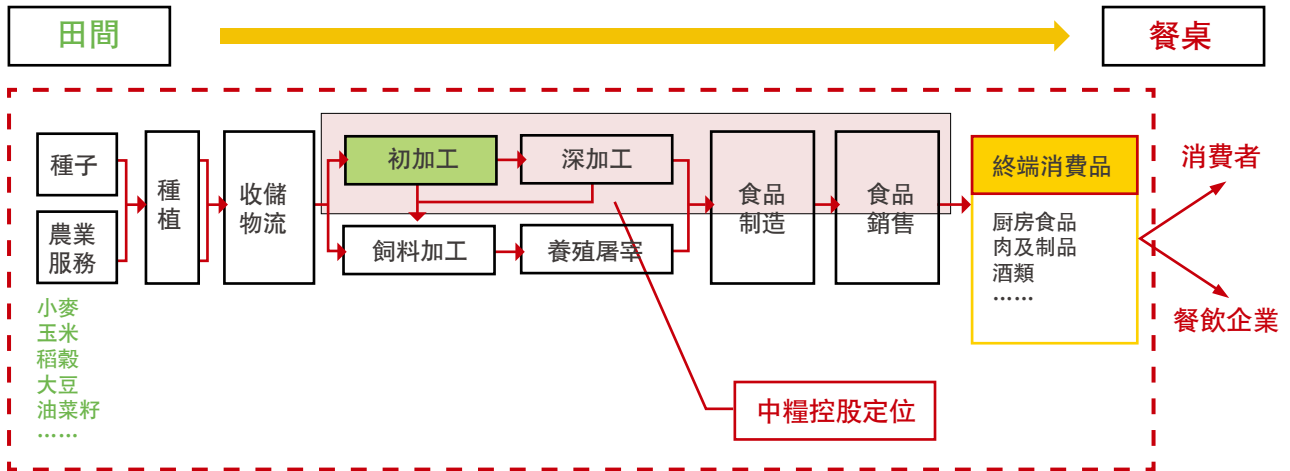 田間
餐桌
種子
農業
服務
種
植
收儲
物流
初加工
深加工
飼料加工
養殖屠宰
食品
制造
食品
銷售
終端消費品
厨房食品
肉及制品
酒類
……
消費者
餐飲企業
小麥
玉米
稻穀
大豆
油菜籽
……
中糧控股定位